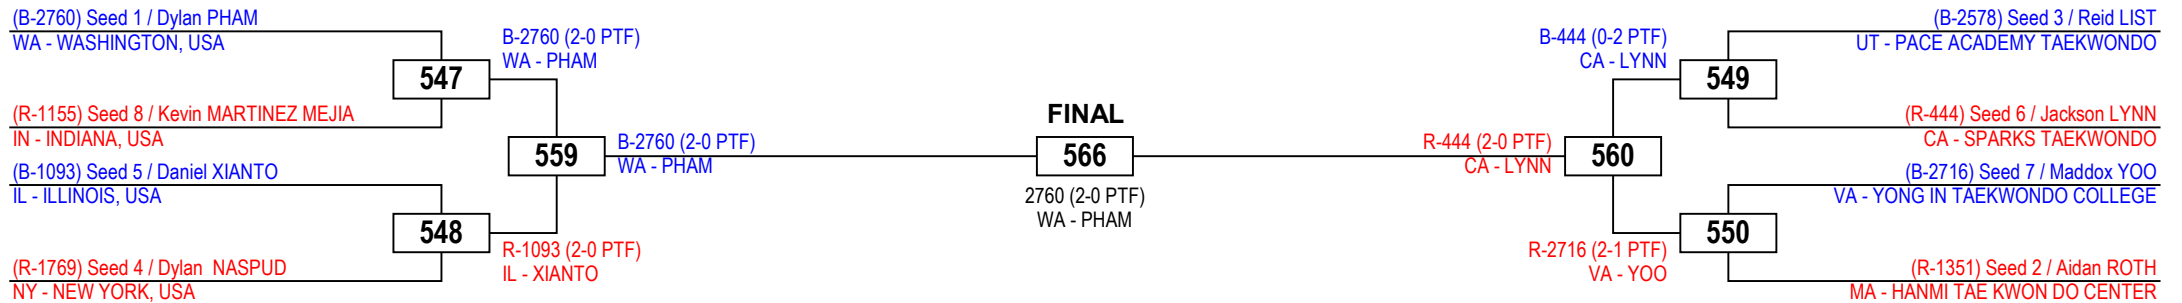 (B-2760) Seed 1 / Dylan PHAM
WA - WASHINGTON, USA
B-2760 (2-0 PTF)
WA - PHAM
547
(R-1155) Seed 8 / Kevin MARTINEZ MEJIA
IN - INDIANA, USA
559
B-2760 (2-0 PTF)
WA - PHAM
(B-1093) Seed 5 / Daniel XIANTO
IL - ILLINOIS, USA
548
R-1093 (2-0 PTF)
IL - XIANTO
(R-1769) Seed 4 / Dylan  NASPUD
NY - NEW YORK, USA
FINAL
566
2760 (2-0 PTF)
WA - PHAM
(B-2578) Seed 3 / Reid LIST
UT - PACE ACADEMY TAEKWONDO
B-444 (0-2 PTF)
CA - LYNN
549
(R-444) Seed 6 / Jackson LYNN
CA - SPARKS TAEKWONDO
R-444 (2-0 PTF)
CA - LYNN
560
(B-2716) Seed 7 / Maddox YOO
VA - YONG IN TAEKWONDO COLLEGE
550
R-2716 (2-1 PTF)
VA - YOO
(R-1351) Seed 2 / Aidan ROTH
MA - HANMI TAE KWON DO CENTER